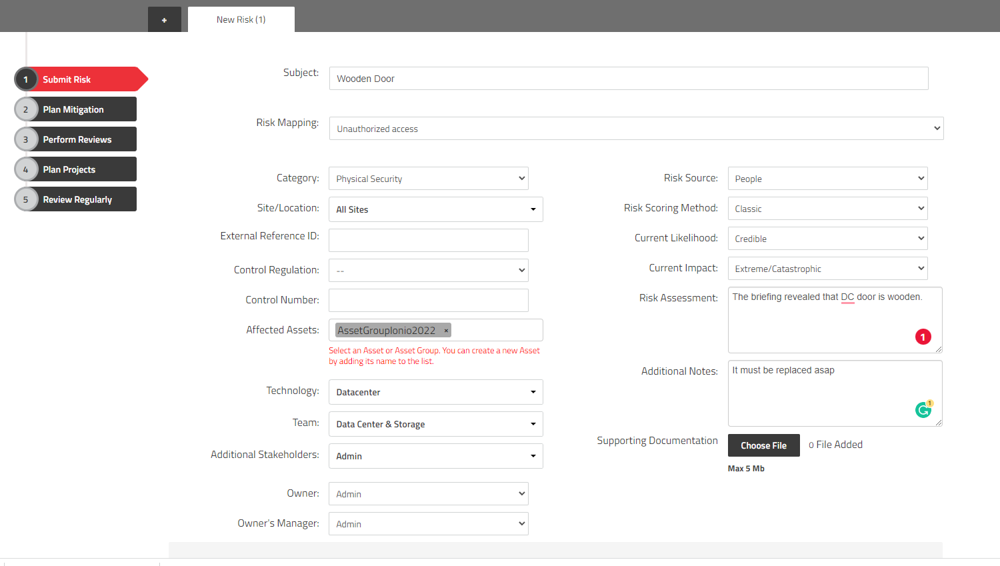 +
New Risk (1)
1 Submit Risk
2 Plan Mitigation
3 Perform Reviews
4 Plan Projects
5 Review Regularly
Subject: Wooden Door
Risk Mapping: Unauthorized access
Category: Physical Security
Site/Location: All Sites
External Reference ID:
Control Regulation: --
Control Number:
Affected Assets: AssetGroupIonio2022 ×
Select an Asset or Asset Group. You can create a new Asset
by adding its name to the list.
Technology: Datacenter
Team: Data Center & Storage
Additional Stakeholders: Admin
Owner: Admin
Owner's Manager: Admin
Risk Source: People
Risk Scoring Method: Classic
Current Likelihood: Credible
Current Impact: Extreme/Catastrophic
Risk Assessment: The briefing revealed that DC door is wooden.
1
Additional Notes: It must be replaced asap
1
Supporting Documentation Choose File 0 File Added
Max 5 Mb